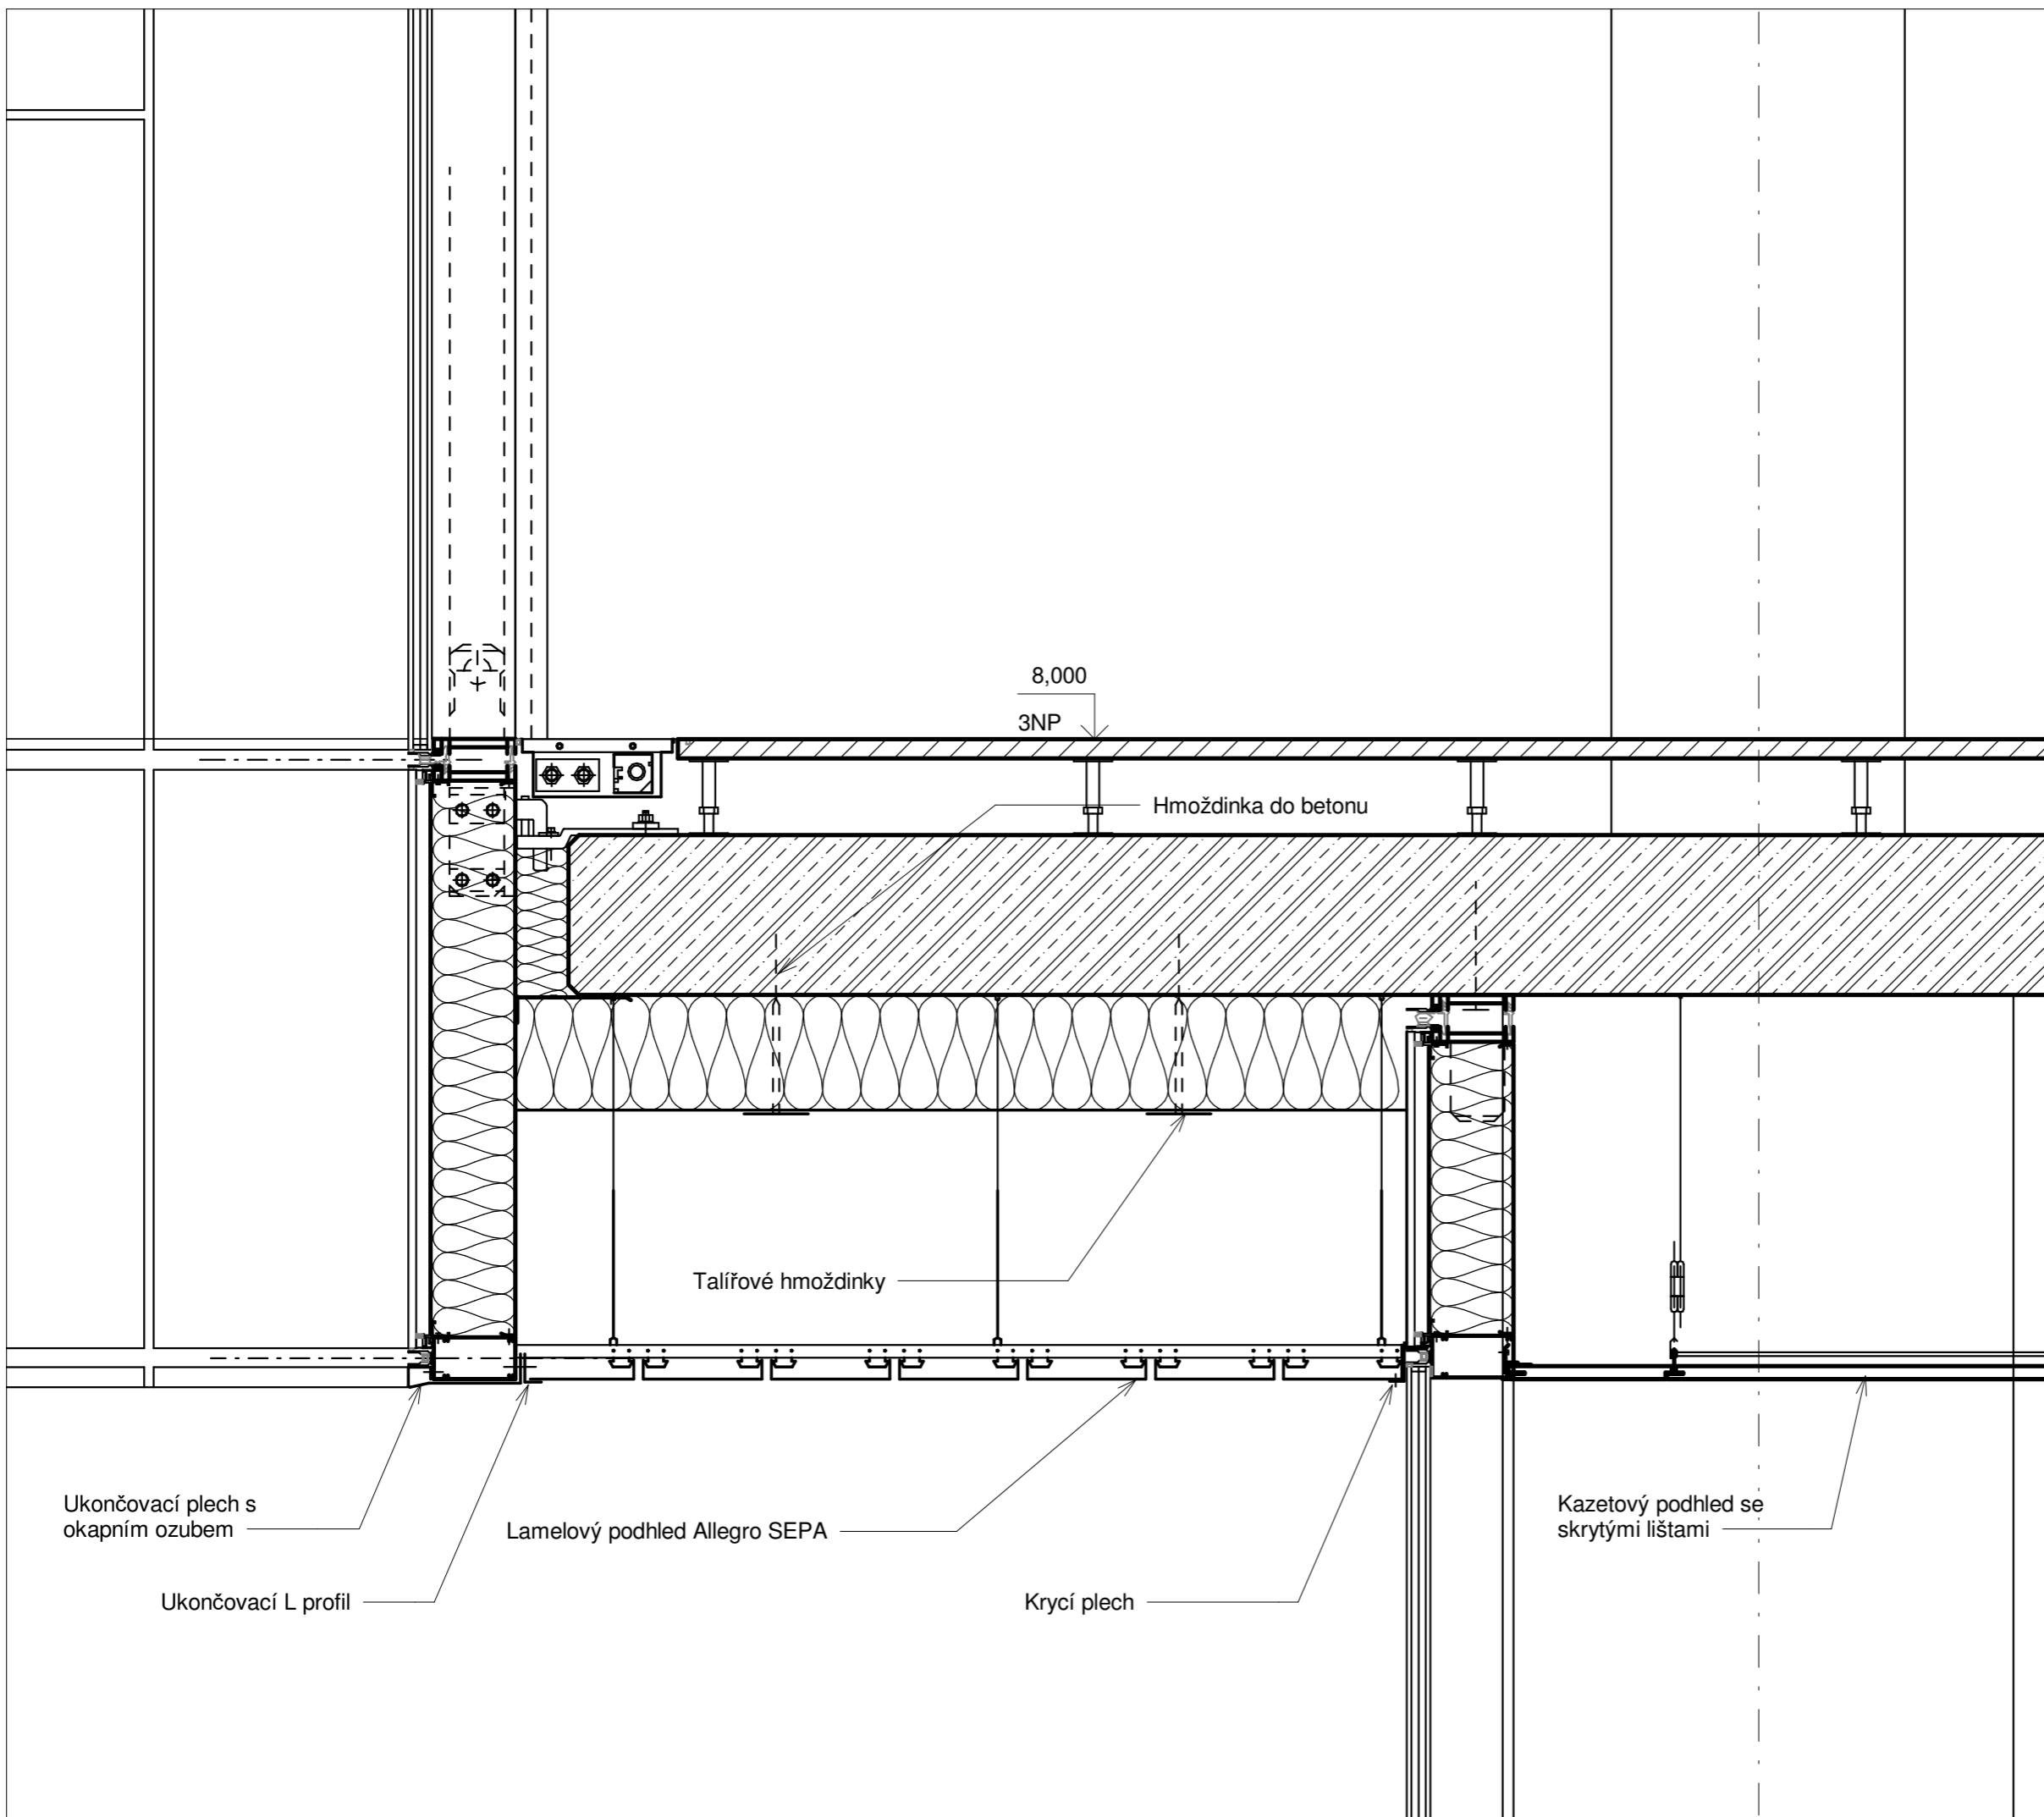 8,000
3NP
Hmoždinka do betonu
Talířové hmoždinky
Ukončovací plech s
okapním ozubem
Lamelový podhled Allegro SEPA
Kazetový podhled se
skrytými lištami
Ukončovací L profil
Krycí plech